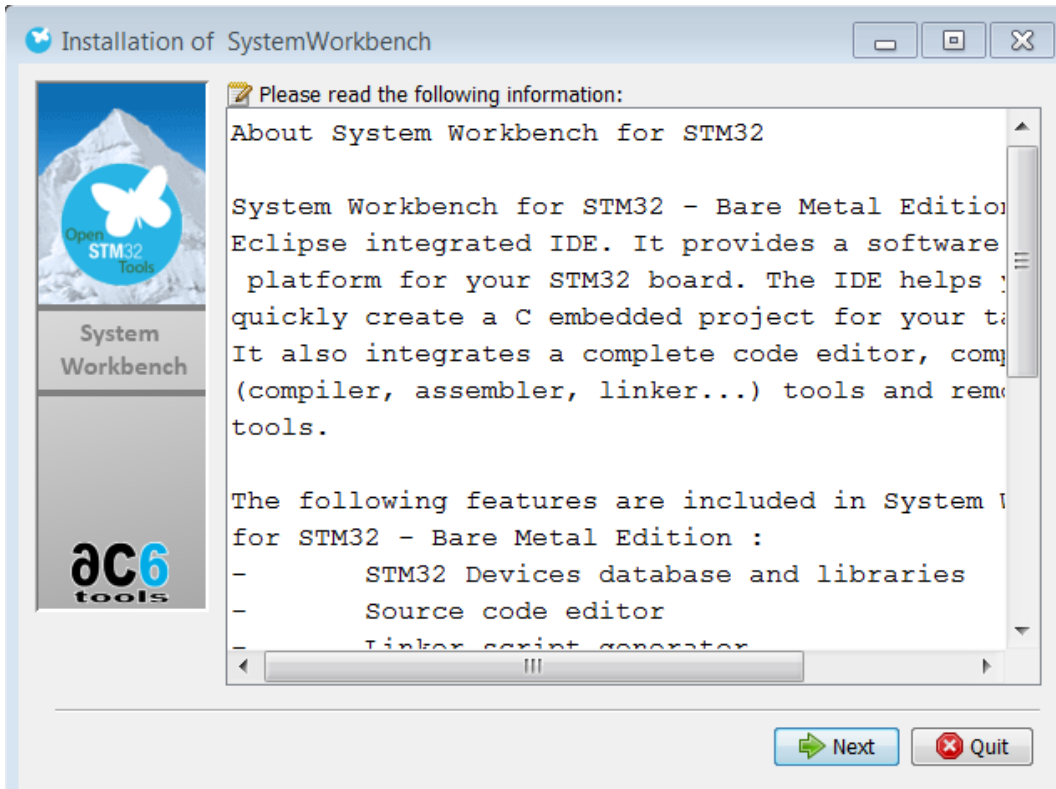 Installation of SystemWorkbench
Please read the following information:
About System Workbench for STM32
System Workbench for STM32 - Bare Metal
Eclipse integrated IDE. It provides a software
platform for your STM32 board. The IDE helps
quickly create a C embedded project for your
It also integrates a complete code editor,
(compiler, assembler, linker...) tools and
tools.
The following features are included in System
for STM32 - Bare Metal Edition :
- STM32 Devices database and libraries
- Source code editor
- Linker script generator
Open
STM32
Tools
System
Workbench
ac6
tools
Next
Quit